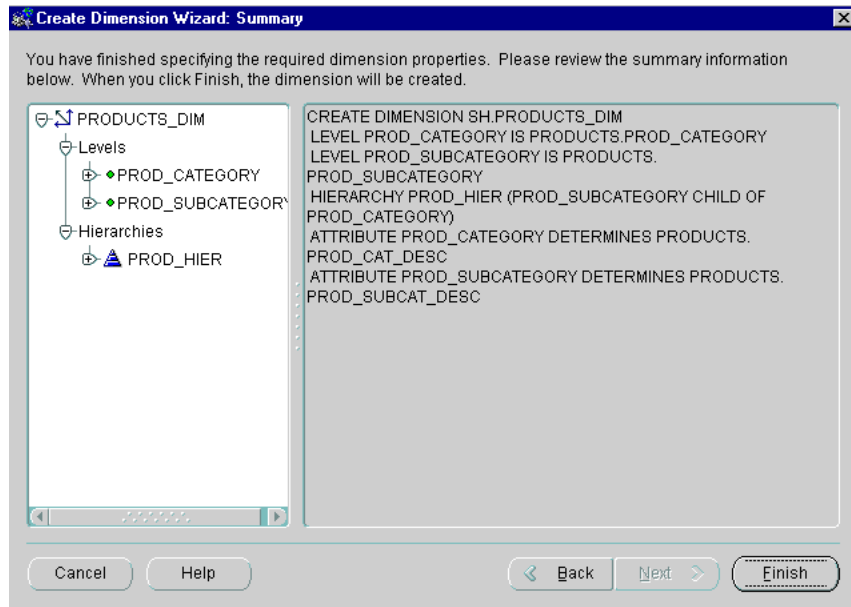 Create Dimension Wizard: Summary
You have finished specifying the required dimension properties. Please review the summary information
below. When you click Finish, the dimension will be created.
PRODUCTS_DIM
Levels
PROD_CATEGORY
PROD_SUBCATEGOR
Hierarchies
PROD_HIER
CREATE DIMENSION SH.PRODUCTS_DIM
LEVEL PROD_CATEGORY IS PRODUCTS.PROD_CATEGORY
LEVEL PROD_SUBCATEGORY IS PRODUCTS.
PROD_SUBCATEGORY
HIERARCHY PROD_HIER (PROD_SUBCATEGORY CHILD OF
PROD_CATEGORY)
ATTRIBUTE PROD_CATEGORY DETERMINES PRODUCTS.
PROD_CAT_DESC
ATTRIBUTE PROD_SUBCATEGORY DETERMINES PRODUCTS.
PROD_SUBCAT_DESC
Cancel
Help
Back
Next
Finish